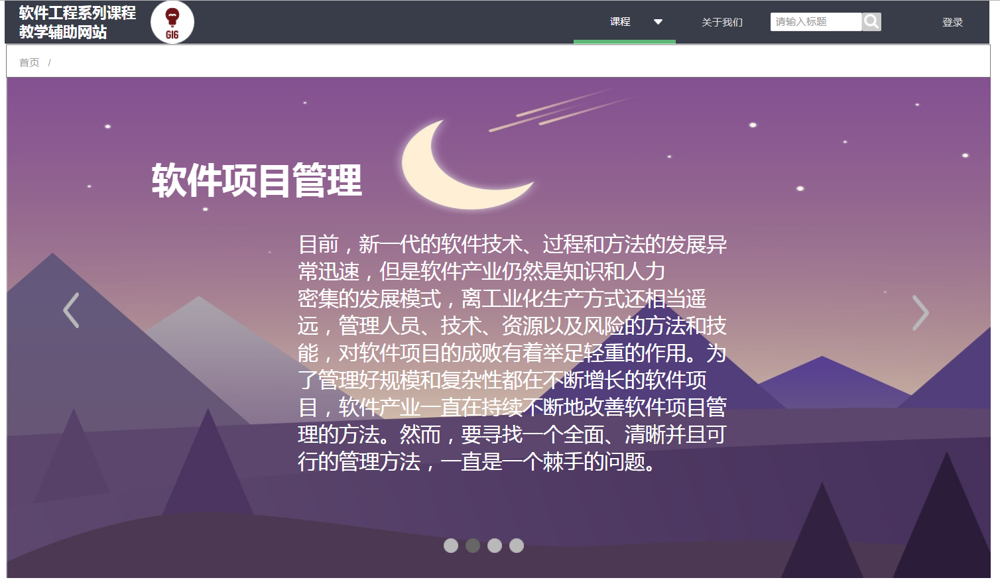 软件工程系列课程
教学辅助网站
G16
课程
关于我们
请输入标题
登录
首页 /
软件项目管理
目前，新一代的软件技术、过程和方法的发展异
常迅速，但是软件产业仍然是知识和人力
密集的发展模式，离工业化生产方式还相当遥
远，管理人员、技术、资源以及风险的方法和技
能，对软件项目的成败有着举足轻重的作用。为
了管理好规模和复杂性都在不断增长的软件项
目，软件产业一直在持续不断地改善软件项目管
理的方法。然而，要寻找一个全面、清晰并且可
行的管理方法，一直是一个棘手的问题。